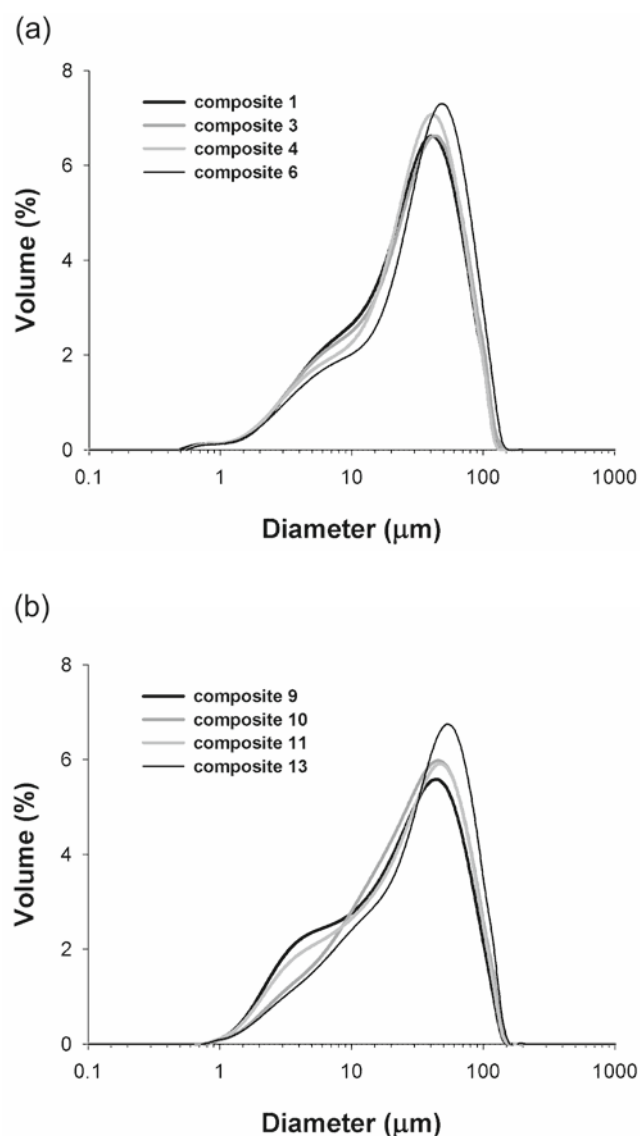 (a)
8
composite 1
composite 3
composite 4
composite 6
6
Volume (%)
4
2
0
0.1 1 10 100 1000
Diameter (μm)
(b)
8
composite 9
composite 10
composite 11
composite 13
6
Volume (%)
4
2
0
0.1 1 10 100 1000
Diameter (μm)